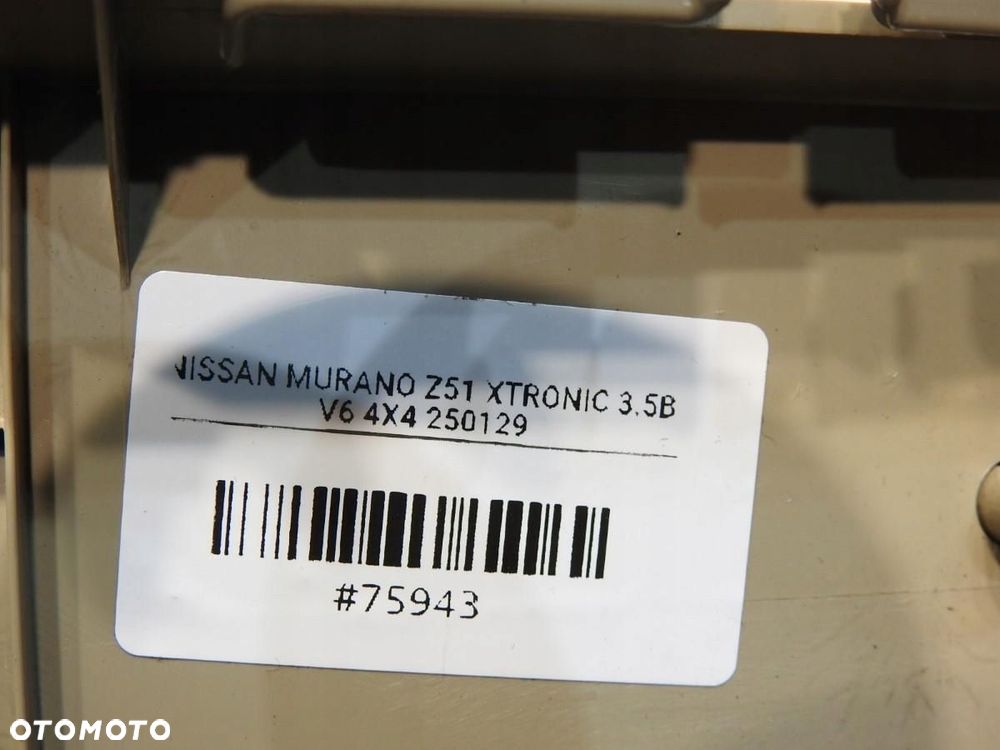 NISSAN MURANO Z51 XTRONIC 3.5B
V6 4X4 250129
#75943
OTOMOTO